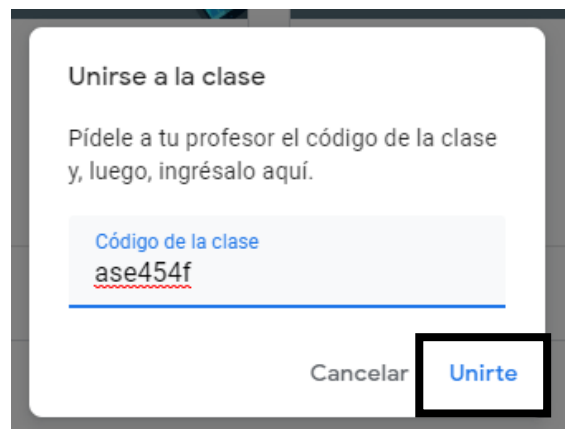 Unirse a la clase
Pídele a tu profesor el código de la clase
y, luego, ingrésalo aquí.
Código de la clase
ase454f
Cancelar Unirte